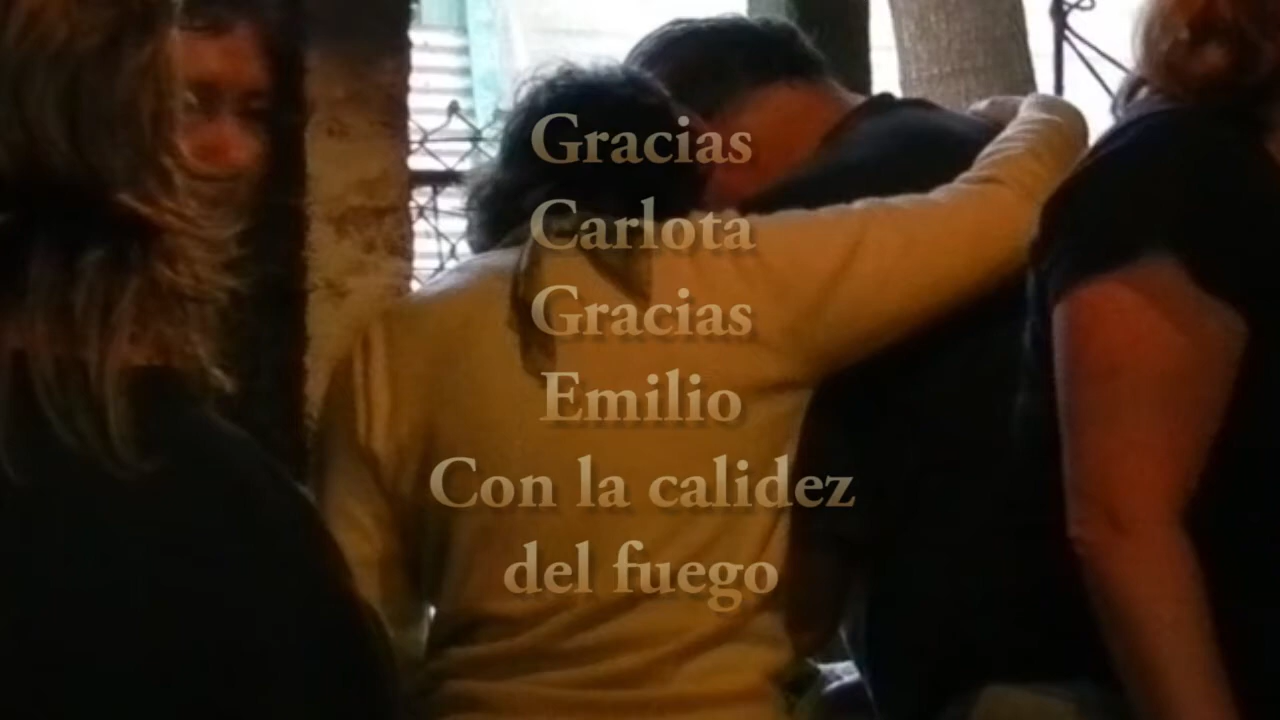 Gracias
Carlota
Gracias
Emilio
Con la calidez
del fuego